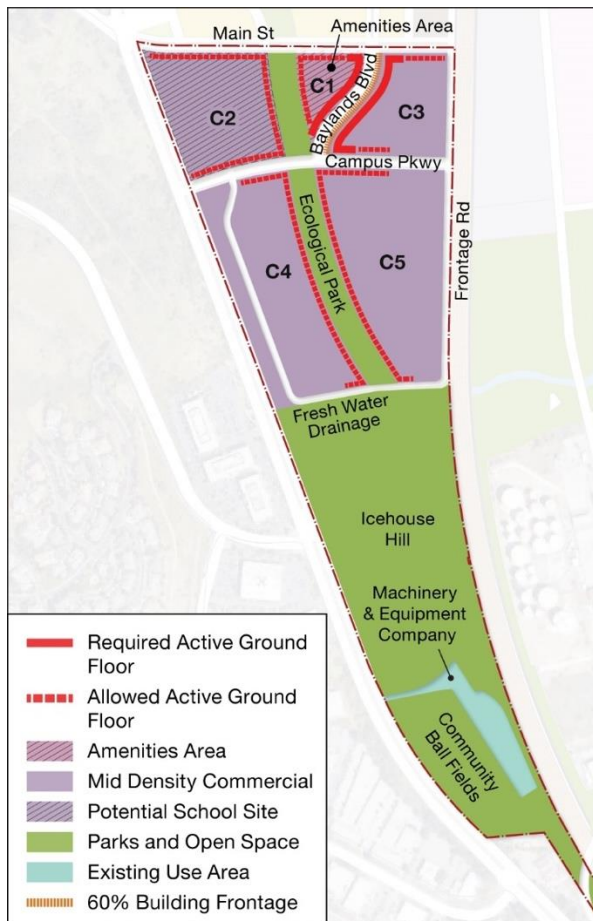 Main St
Amenities Area
C1
C2
Baylands Blvd
C3
Campus Pkwy
Frontage Rd
Ecological Park
C4
C5
Fresh Water
Drainage
Icehouse
Hill
Machinery
& Equipment
Company
Community
Ball Fields
Required Active Ground
Floor
Allowed Active Ground
Floor
Amenities Area
Mid Density Commercial
Potential School Site
Parks and Open Space
Existing Use Area
60% Building Frontage